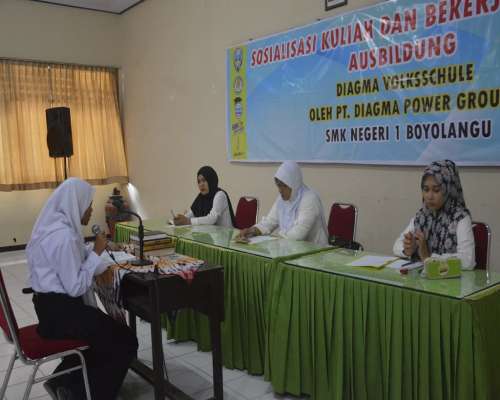 SOSIALISASI KULIAH DAN BEKERJ
AUSBILDUNG
DIAGMA VOLKSSCHULE
OLEH PT. DIAGMA POWER GROU
SMK NEGERI 1 BOYOLANGU